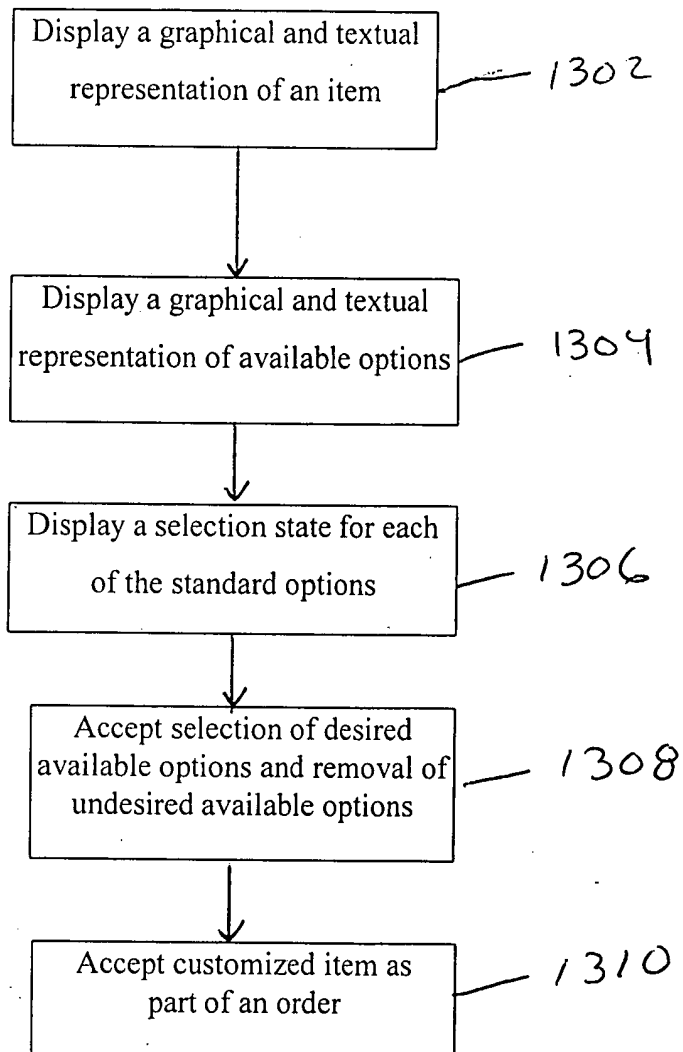 Display a graphical and textual
representation of an item
1302
Display a graphical and textual
representation of available options
1304
Display a selection state for each
of the standard options
1306
Accept selection of desired
available options and removal of
undesired available options
1308
Accept customized item as
part of an order
1310